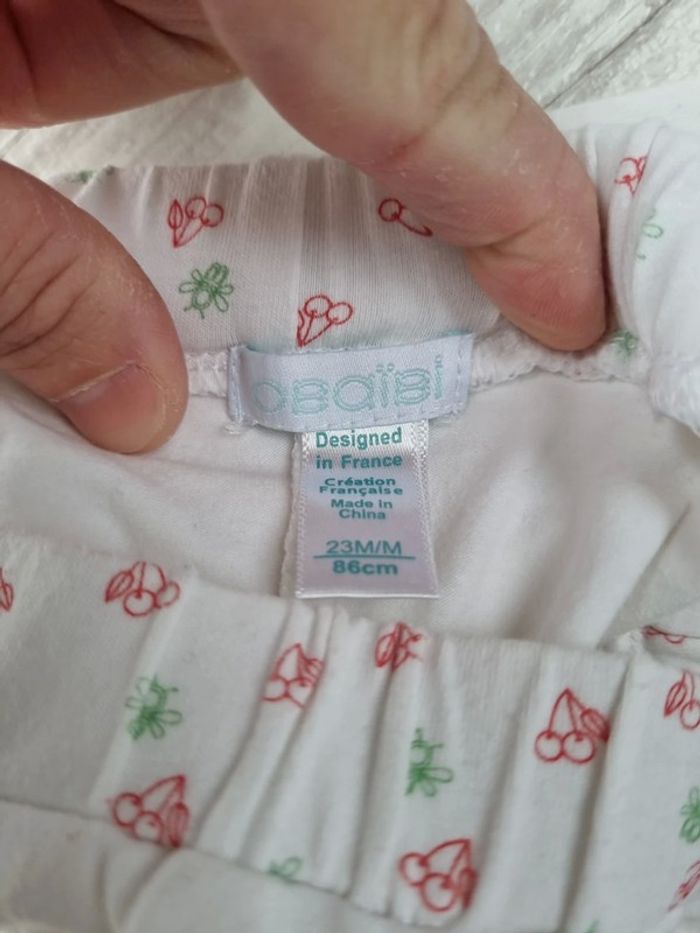 OBAÏBI
Designed
in France
Création
Française
Made in
China
23M/M
86cm